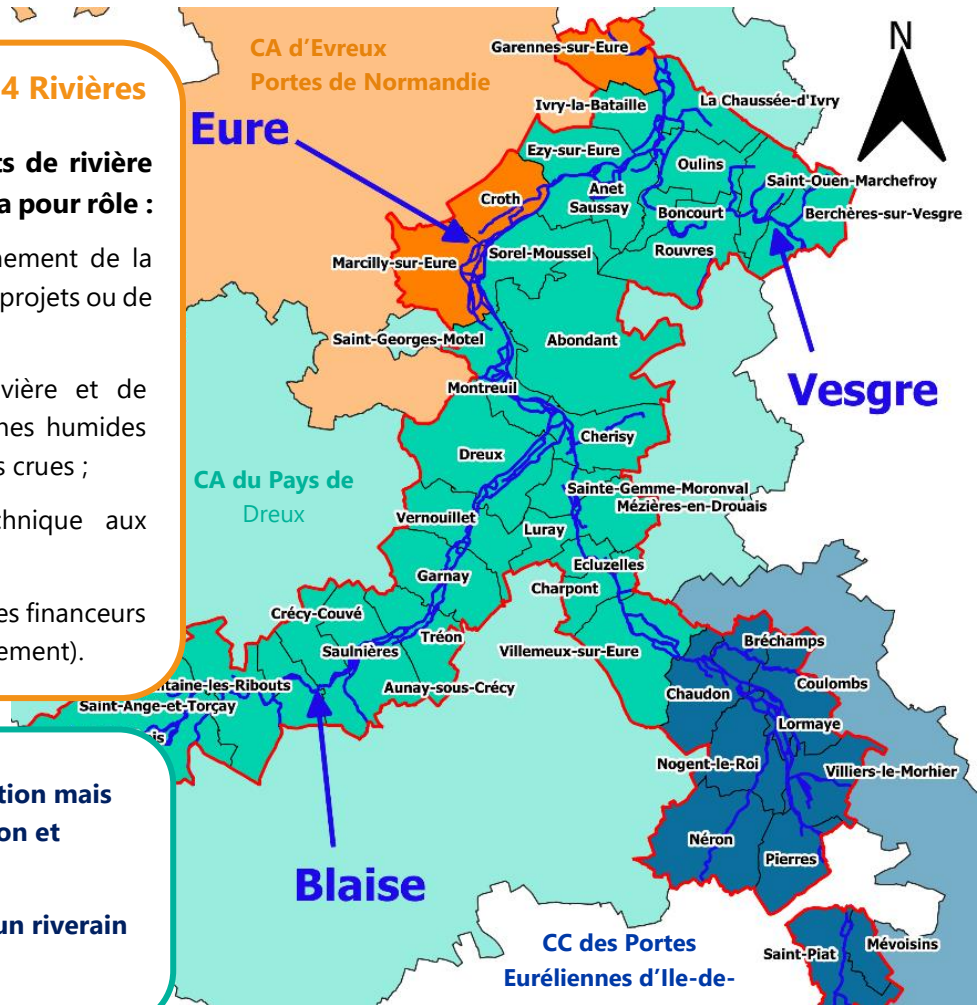 4 Rivières
ts de rivière
a pour rôle :
nement de la
projets ou de
vière et de
nes humides
s crues ;
chnique aux
es financeurs
ement).
tion mais
on et
un riverain
CA d'Evreux
Portes de Normandie
N
Garennes-sur-Eure
Ivry-la-Bataille
La Chaussée-d'Ivry
Eure
Ezy-sur-Eure
Oulins
Croth
Anet
Saussay
Saint-Ouen-Marchefroy
Boncourt
Berchères-sur-Vesgre
Marcilly-sur-Eure
Sorel-Moussel
Rouvres
Saint-Georges-Motel
Abondant
Montreuil
Vesgre
Cherisy
Dreux
CA du Pays de
Dreux
Sainte-Gemme-Moronval
Mézières-en-Drouais
Vernouillet
Luray
Ecluzelles
Garnay
Charpont
Crécy-Couvé
Tréon
Saulnières
Villemeux-sur-Eure
Bréchamps
ntaine-les-Ribouts
Aunay-sous-Crécy
Chaudon
Coulombs
Saint-Ange-et-Torçay
Lormaye
is
Nogent-le-Roi
Villiers-le-Morhier
Néron
Pierres
Blaise
CC des Portes
Euréliennes d'Ile-de-
Saint-Piat
Mévoisins